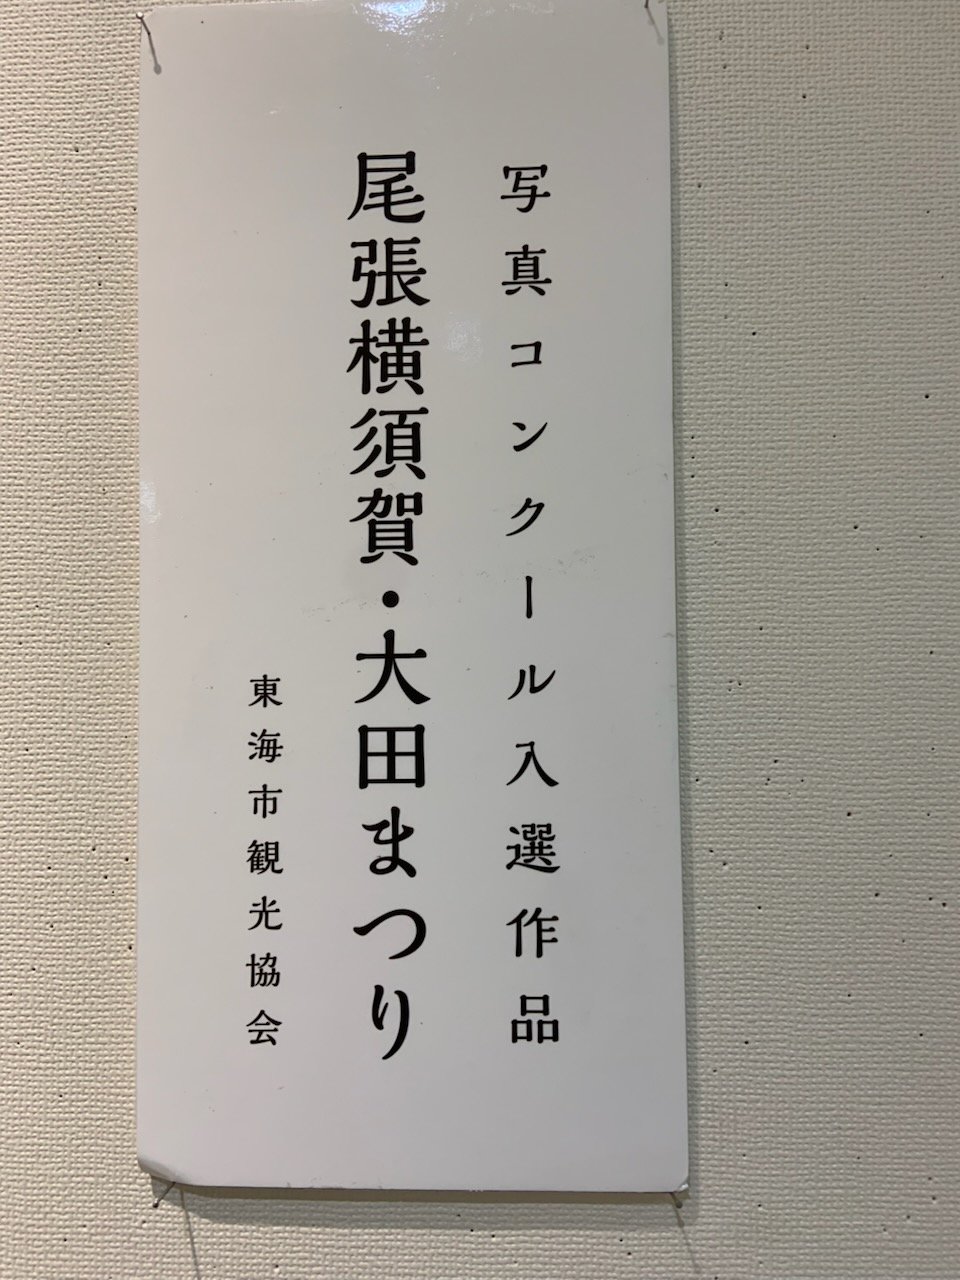 写真コンクール入選作品
尾張横須賀・大田まつり
東海市観光協会